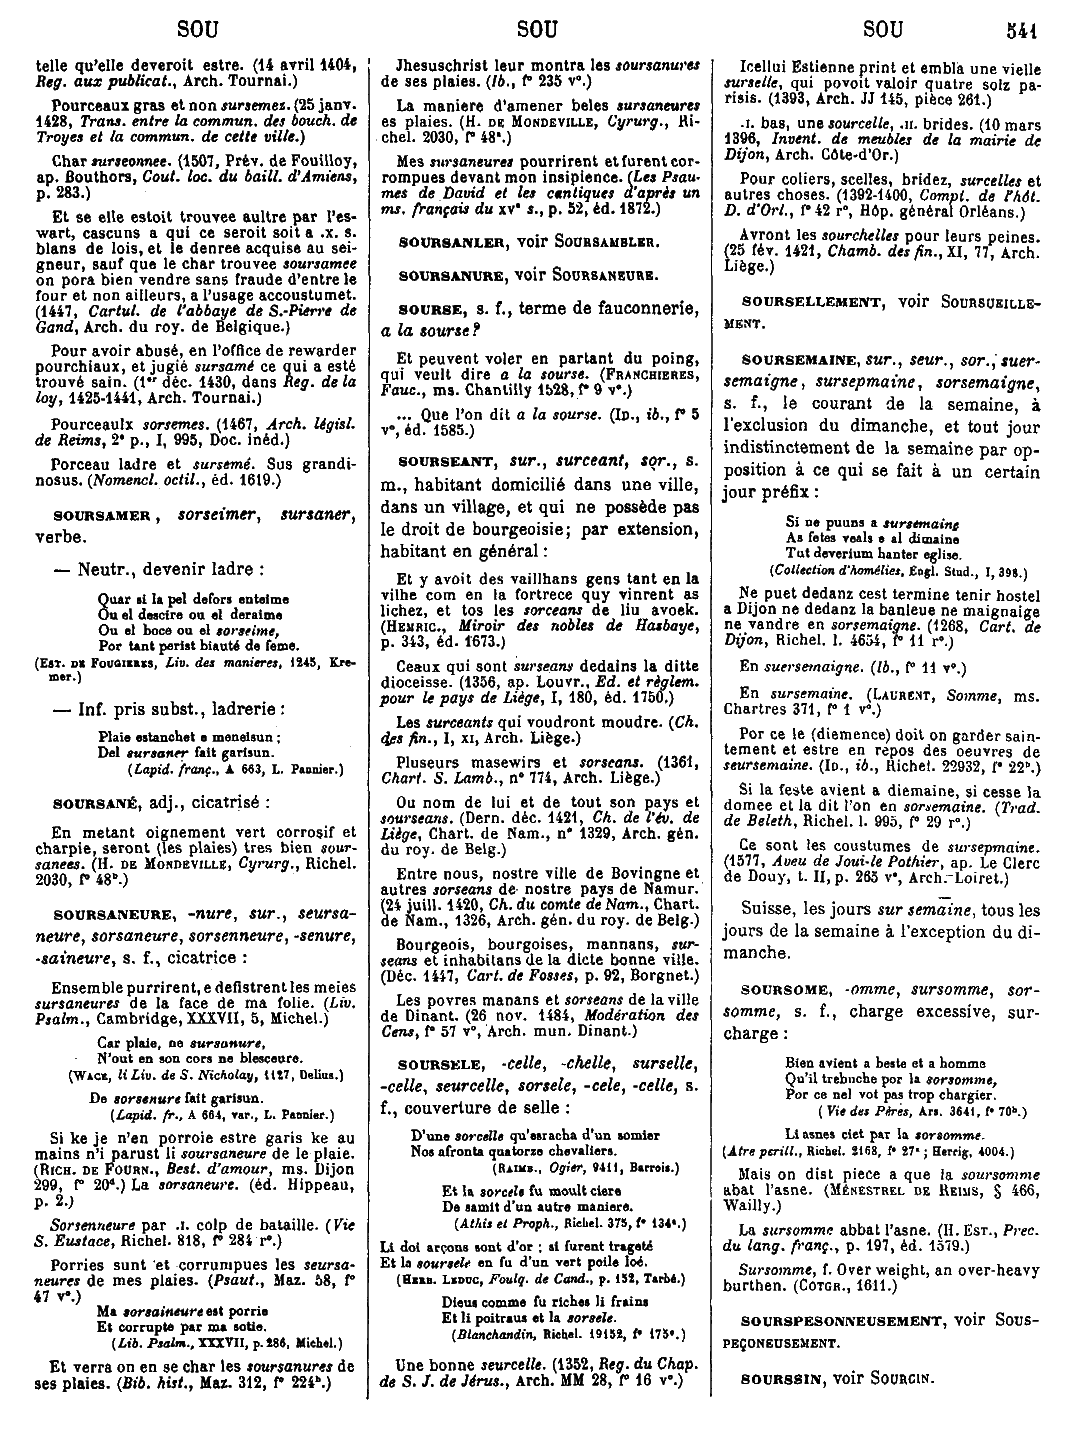 SOU
SOU
SOU 541
telle qu'elle deveroit estre. (14 avril 1404,
Reg. aux publicat., Arch. Tournai.)
Pourceaux gras et non sursemes. (25 janv.
1428, Trans. entre la commun. des bouch. de
Troyes et la commun. de cette ville.)
Char surseonnee. (1507, Prév. de Fouilloy,
ap. Bouthors, Cout. loc. du baill. d'Amiens,
p. 283.)
Et se elle estoit trouvee aultre par l'es-
wart, cascuns a qui ce seroit soit a .x. s.
blans de lois, et le denree acquise au sei-
gneur, sauf que le char trouvee soursamee
on pora bien vendre sans fraude d'entre le
four et non ailleurs, a l'usage accoustumet.
(1447, Cartul. de l'abbaye de S.-Pierre de
Gand, Arch. du roy. de Belgique.)
Pour avoir abusé, en l'office de rewarder
pourchiaux, et jugié sursamé ce qui a esté
trouvé sain. (1er déc. 1430, dans Reg. de la
loy, 1425-1441, Arch. Tournai.)
Pourceaulx sorsemes. (1467, Arch. législ.
de Reims, 2e p., I, 995, Doc. inéd.)
Porceau ladre et sursemé. Sus grandi-
nosus. (Nomencl. octil., éd. 1619.)
SOURSAMER, sorseimer, sursaner,
verbe.
— Neutr., devenir ladre :
Quar si la pel defors enteime
Ou el descire ou el deraime
Ou el boce ou el sorseime,
Por tant perist biauté de feme.
(EST. DE FOUGIERES, Liv. des manieres, 1245, Kre-
mer.)
— Inf. pris subst., ladrerie :
Plaie estanchet e meneisun ;
Del sursaner fait garisun.
(Lapid. franç., A 663, L. Pannier.)
SOURSANÉ, adj., cicatrisé :
En metant oignement vert corrosif et
charpie, seront (les plaies) tres bien sour-
sanees. (H. DE MONDEVILLE, Cyrurg., Richel.
2030, f° 48b.)
SOURSANEURE, -nure, sur., seursa-
neure, sorsaneure, sorsenneure, -senure,
-saineure, s. f., cicatrice :
Ensemble purrirent, e defistrent les meies
sursaneures de la face de ma folie. (Liv.
Psalm., Cambridge, XXXVII, 5, Michel.)
Car plaie, ne sursanure,
N'out en son cors ne blesceure.
(WACE, li Liv. de S. Nicholay, 1127, Delius.)
De sorsenure fait garisun.
(Lapid. fr., A 664, var., L. Pannier.)
Si ke je n'en porroie estre garis ke au
mains n'i parust li soursaneure de le plaie.
(RICH. DE FOURN., Best. d'amour, ms. Dijon
299, f° 20d.) La sorsaneure. (éd. Hippeau,
p. 2.)
Sorsenneure par .I. colp de bataille. (Vie
S. Eustace, Richel. 818, f° 284 r°.)
Porries sunt et corrumpues les seursa-
neures de mes plaies. (Psaut., Maz. 58, f°
47 v°.)
Ma sorsaineure est porrie
Et corrupte par ma sotie.
(Lib. Psalm., XXXVII, p. 286, Michel.)
Et verra on en se char les soursanures de
ses plaies. (Bib. hist., Maz. 312, f° 224b.)
Jhesuschrist leur montra les soursanures
de ses plaies. (Ib., f° 235 v°.)
La maniere d'amener beles sursaneures
es plaies. (H. DE MONDEVILLE, Cyrurg., Ri-
chel. 2030, f° 48a.)
Mes sursaneures pourrirent et furent cor-
rompues devant mon insipience. (Les Psau-
mes de David et les cantiques d'après un
ms. français du xve s., p. 52, éd. 1872.)
SOURSANLER, voir SOURSAMBLER.
SOURSANURE, voir SOURSANEURE.
SOURSE, s. f., terme de fauconnerie,
a la sourse?
Et peuvent voler en partant du poing,
qui veult dire a la sourse. (FRANCHIERES,
Fauc., ms. Chantilly 1528, f° 9 v°.)
... Que l'on dit a la sourse. (ID., ib., f° 5
v°, éd. 1585.)
SOURSEANT, sur., surceant, sor., s.
m., habitant domicilié dans une ville,
dans un village, et qui ne possède pas
le droit de bourgeoisie; par extension,
habitant en général :
Et y avoit des vaillhans gens tant en la
vilhe com en la fortrece quy vinrent as
lichez, et tos les sorceans de liu avoek.
(HEMRIC., Miroir des nobles de Hasbaye,
p. 343, éd. 1673.)
Ceaux qui sont surseans dedains la ditte
dioceisse. (1356, ap. Louvr., Ed. et règlem.
pour le pays de Liège, I, 180, éd. 1750.)
Les surceants qui voudront moudre. (Ch.
des fin., I, XI, Arch. Liège.)
Pluseurs masewirs et sorseans. (1361,
Chart. S. Lamb., n° 774, Arch. Liège.)
Ou nom de lui et de tout son pays et
sourseans. (Dern. déc. 1421, Ch. de l'év. de
Liège, Chart. de Nam., n° 1329, Arch. gén.
du roy. de Belg.)
Entre nous, nostre ville de Bovingne et
autres sorseans de nostre pays de Namur.
(24 juill. 1420, Ch. du comte de Nam., Chart.
de Nam., 1326, Arch. gén. du roy. de Belg.)
Bourgeois, bourgoises, mannans, sur-
seans et inhabitans de la dicte bonne ville.
(Déc. 1447, Cart. de Fosses, p. 92, Borgnet.)
Les povres manans et sorseans de la ville
de Dinant. (26 nov. 1484, Modération des
Cens, f° 57 v°, Arch. mun. Dinant.)
SOURSELE, -celle, -chelle, surselle,
-celle, seurcelle, sorsele, -cele, -celle, s.
f., couverture de selle :
D'une sorcelle qu'esracha d'un somier
Nos afronta quatorze chevaliers.
(RAIMB., Ogier, 9411, Barrois.)
Et la sorcele fu moult ciere
De samit d'un autre maniere.
(Athis et Proph., Richel. 375, f° 134a.)
Li doi arçons sont d'or ; si furent trageté
Et la soursele en fu d'un vert poile loé.
(HERB. LEDUC, Foulq. de Cand., p. 152, Tarbé.)
Dieus comme fu riches li frains
Et li poitraus et la sorsele.
(Blanchandin, Richel. 19152, f° 175a.)
Une bonne seurcelle. (1352, Reg. du Chap.
de S. J. de Jérus., Arch. MM 28, f° 16 v°.)
Icellui Estienne print et embla une vielle
surselle, qui povoit valoir quatre solz pa-
risis. (1393, Arch. JJ 145, pièce 261.)
.I. bas, une sourcelle, .II. brides. (10 mars
1396, Invent. de meubles de la mairie de
Dijon, Arch. Côte-d'Or.)
Pour coliers, scelles, bridez, surcelles et
autres choses. (1392-1400, Compt. de l'hôt.
D. d'Orl., f° 42 r°, Hôp. général Orléans.)
Avront les sourchelles pour leurs peines.
(25 fév. 1421, Chamb. des fin., XI, 77, Arch.
Liège.)
SOURSELLEMENT, voir SOURSUEILLE-
MENT.
SOURSEMAINE, sur., seur., sor., suer-
semaigne, sursepmaine, sorsemaigne,
s. f., le courant de la semaine, à
l'exclusion du dimanche, et tout jour
indistinctement de la semaine par op-
position à ce qui se fait à un certain
jour préfix :
Si ne puuns a sursemaine
As fetes veals e al dimaine
Tut deverium hanter eglise.
(Collection d'homélies, Engl. Stud., I, 398.)
Ne puet dedanz cest termine tenir hostel
a Dijon ne dedanz la banleue ne maignaige
ne vandre en sorsemaigne. (1268, Cart. de
Dijon, Richel. l. 4654, f° 11 r°.)
En suersemaigne. (Ib., f° 11 v°.)
En sursemaine. (LAURENT, Somme, ms.
Chartres 371, f° 1 v°.)
Por ce le (diemence) doit on garder sain-
tement et estre en repos des oeuvres de
seursemaine. (ID., ib., Richel. 22932, f° 22b.)
Si la feste avient a diemaine, si cesse la
domee et la dit l'on en sorsemaine. (Trad.
de Beleth, Richel. l. 995, f° 29 r°.)
Ce sont les coustumes de sursepmaine.
(1577, Aveu de Joui-le Pothier, ap. Le Clerc
de Douy, t. II, p. 265 v°, Arch. Loiret.)
Suisse, les jours sur semaine, tous les
jours de la semaine à l'exception du di-
manche.
SOURSOME, -omme, sursomme, sor-
somme, s. f., charge excessive, sur-
charge :
Bien avient a beste et a homme
Qu'il trebuche por la sorsomme,
Por ce nel vot pas trop chargier.
(Vie des Pères, Ars. 3641, f° 70b.)
Li asnes ciet par la sorsomme.
(Atre perill., Richel. 2168, f° 27a ; Herrig, 4004.)
Mais on dist piece a que la soursomme
abat l'asne. (MÉNESTREL DE REIMS, § 466,
Wailly.)
La sursomme abbat l'asne. (H. EST., Prec.
du lang. franç., p. 197, éd. 1579.)
Sursomme, f. Over weight, an over-heavy
burthen. (COTGR., 1611.)
SOURSPESONNEUSEMENT, voir SOUS-
PEÇONEUSEMENT.
SOURSSIN, voir SOURCIN.